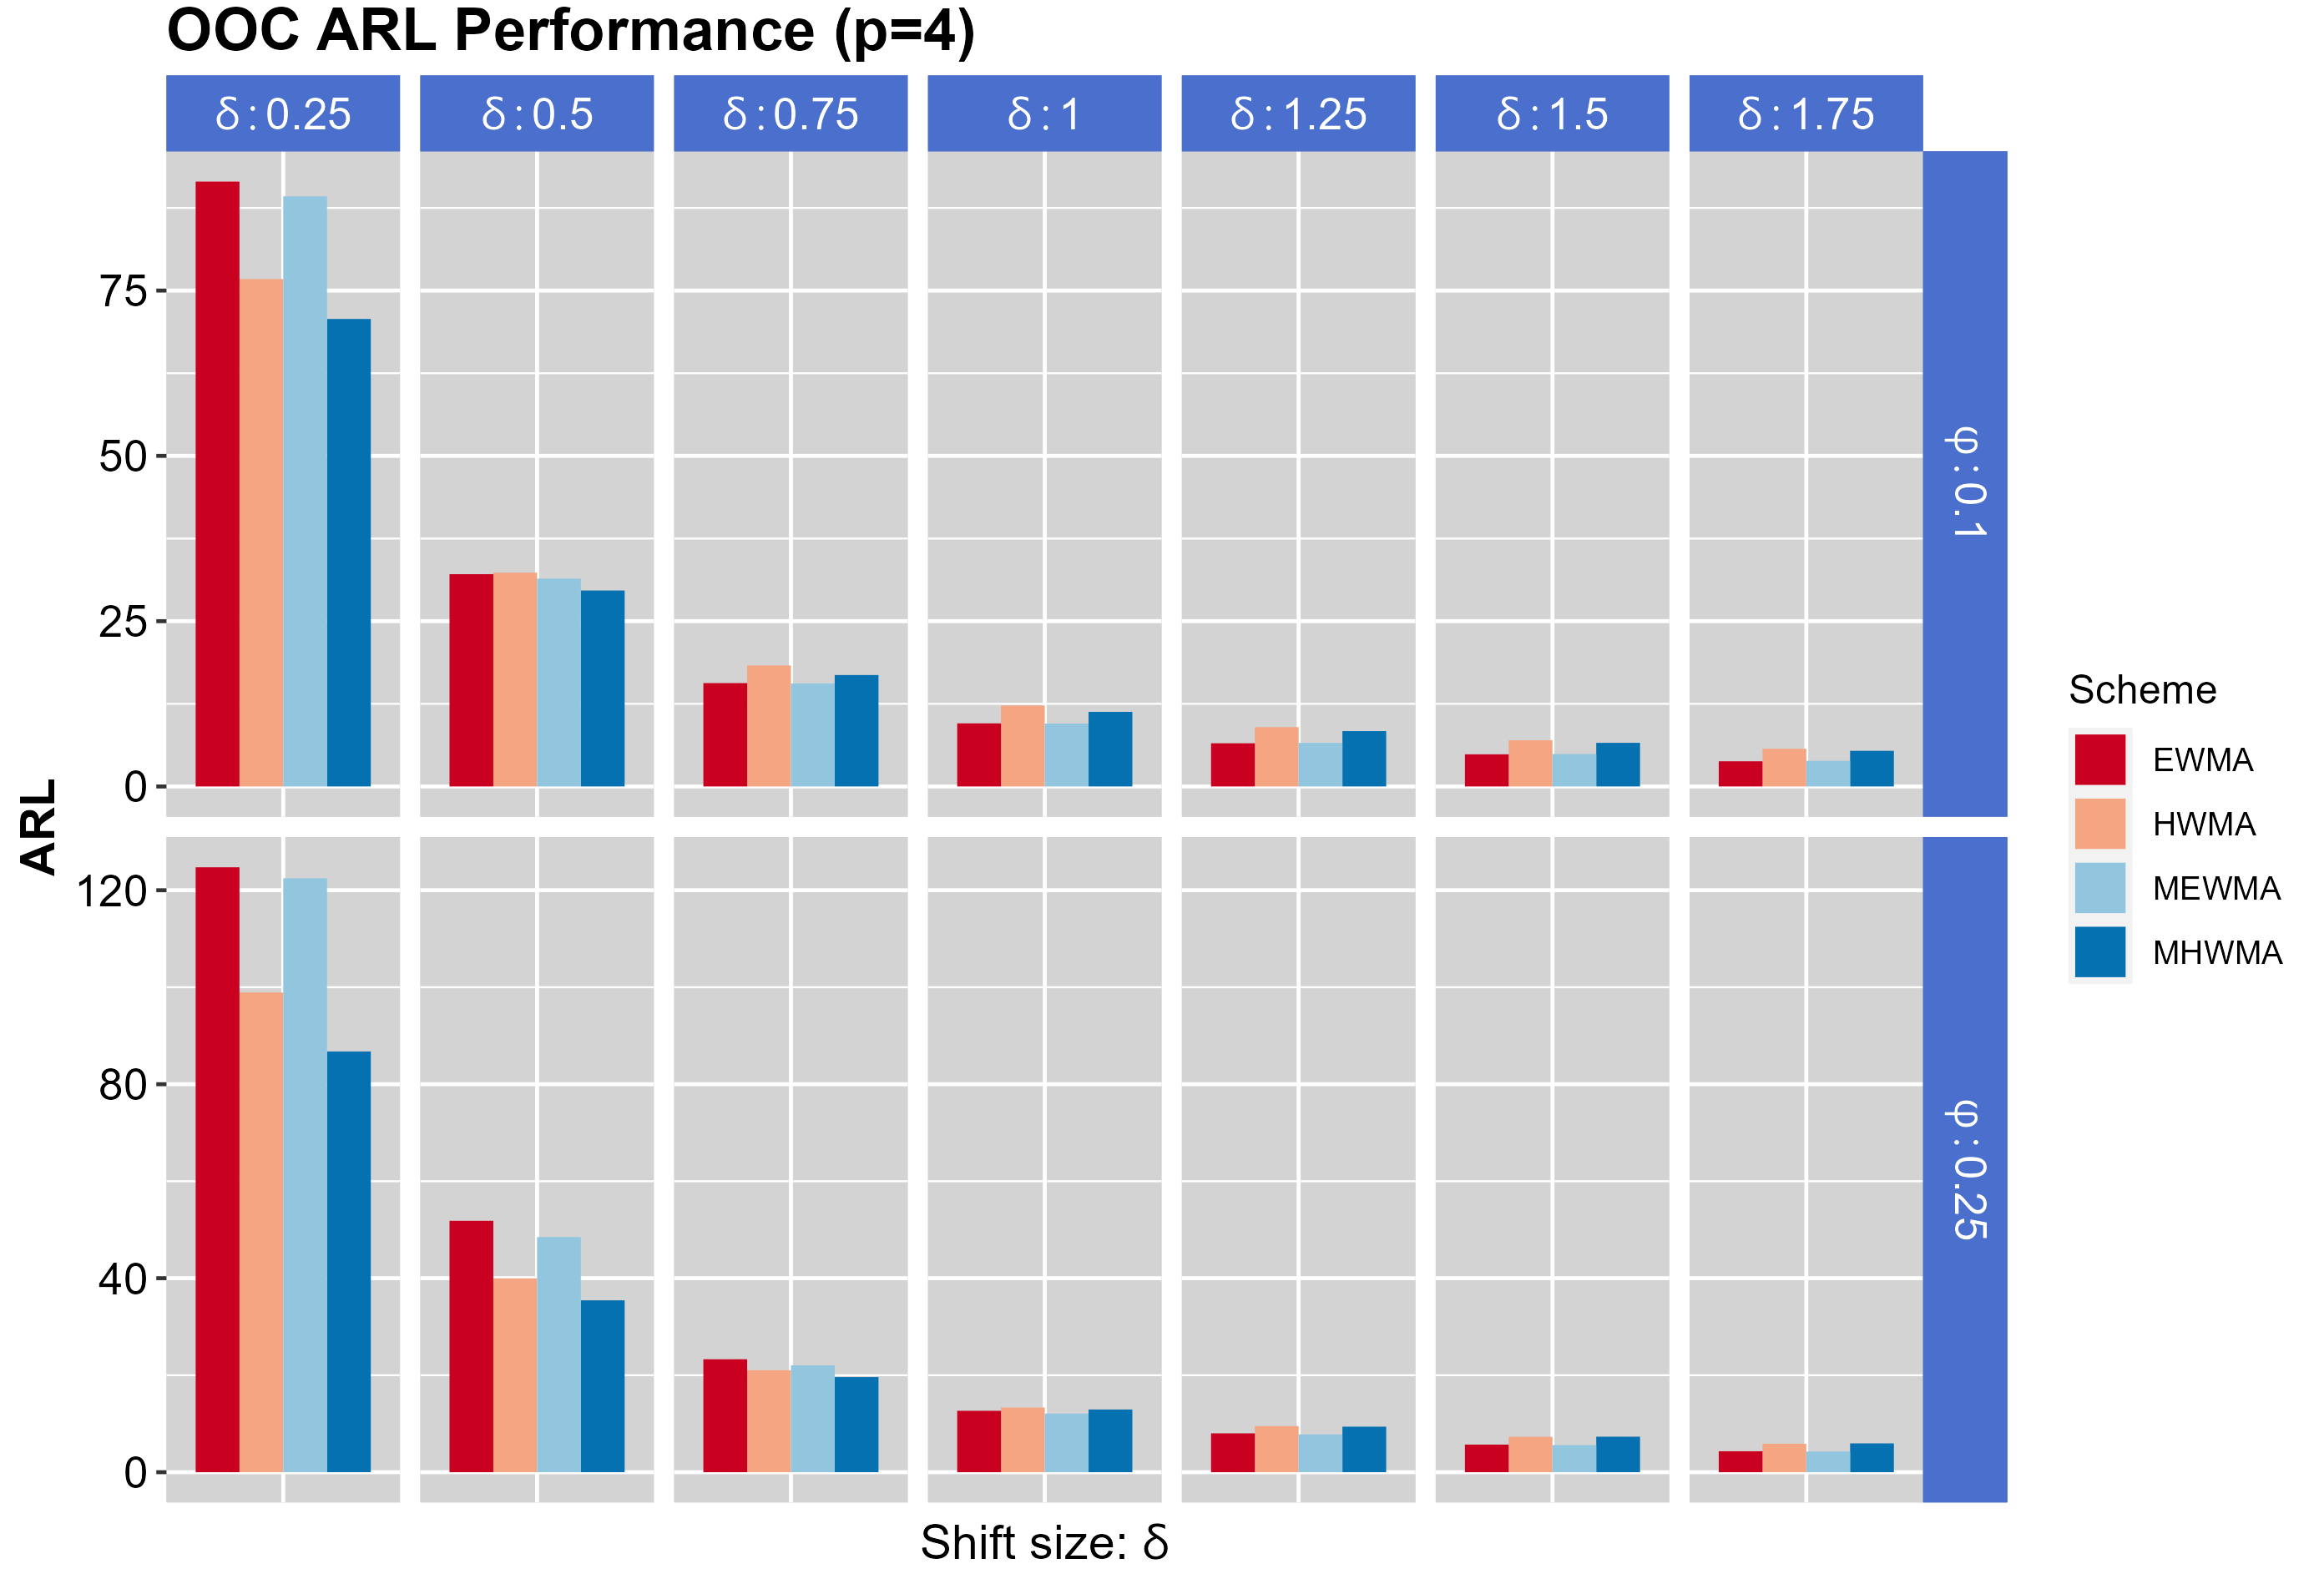 OOC ARL Performance (p=4)
δ:0.25 δ:0.5 δ:0.75 δ:1 δ:1.25 δ:1.5 δ:1.75
75
50
25
0
φ:0.1
ARL
120
80
40
0
φ:0.25
Shift size: δ
Scheme
EWMA
HWMA
MEWMA
MHWMA